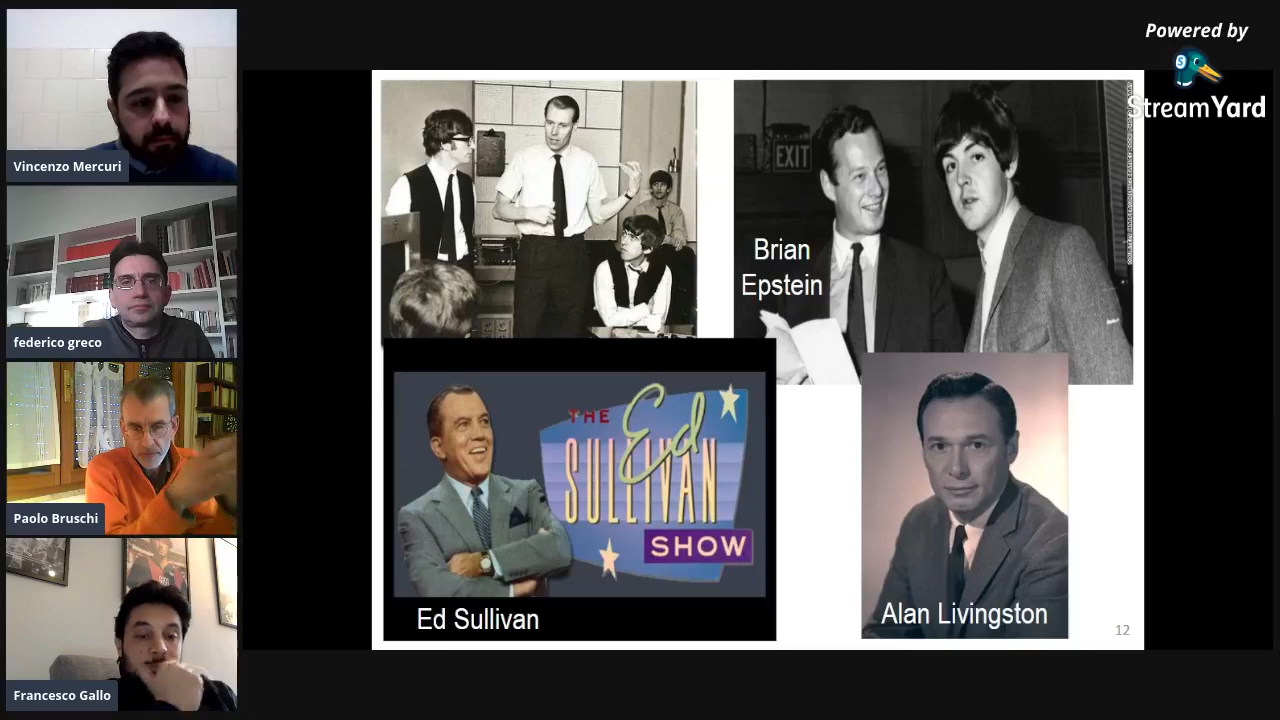 Powered by
StreamYard
Vincenzo Mercuri
federico greco
Paolo Bruschi
Francesco Gallo
EXIT
Brian
Epstein
THE Ed
SULLIVAN
SHOW
Ed Sullivan
Alan Livingston
12